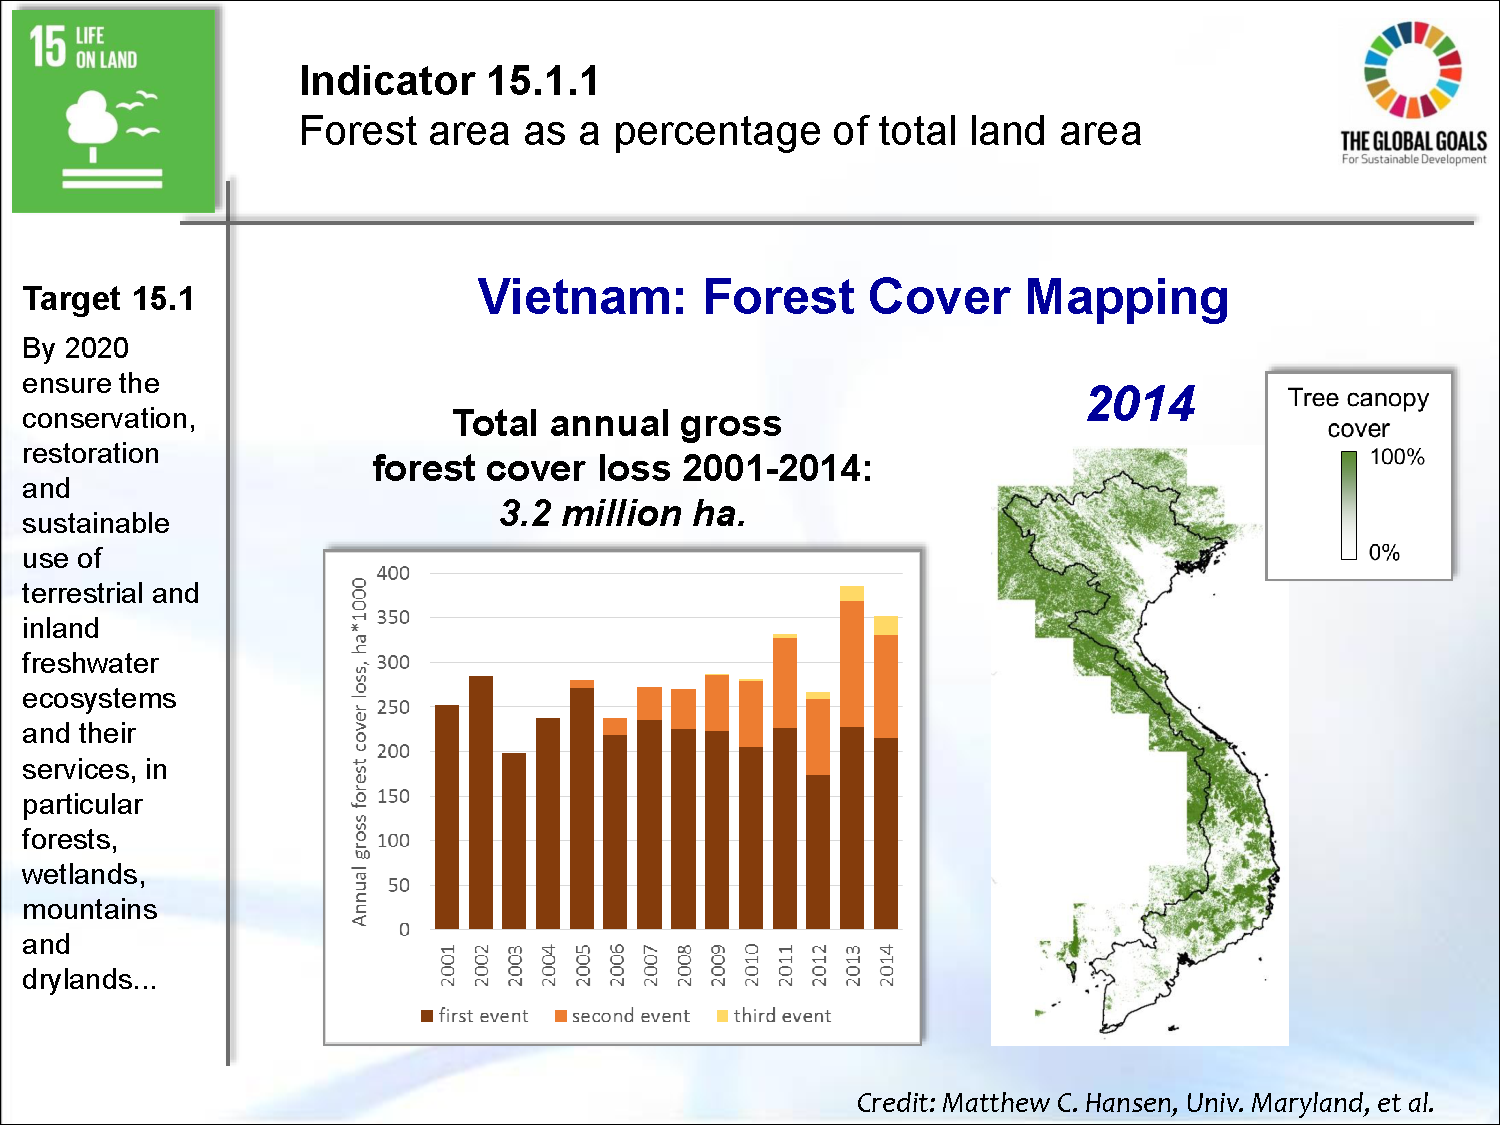 15 LIFE
ON LAND
Indicator 15.1.1
Forest area as a percentage of total land area
THE GLOBAL GOALS
For Sustainable Development
Target 15.1
By 2020
ensure the
conservation,
restoration
and
sustainable
use of
terrestrial and
inland
freshwater
ecosystems
and their
services, in
particular
forests,
wetlands,
mountains
and
drylands...
Vietnam: Forest Cover Mapping
Total annual gross
forest cover loss 2001-2014:
3.2 million ha.
Annual gross forest cover loss, ha*1000
400
350
300
250
200
150
100
50
0
2001
2002
2003
2004
2005
2006
2007
2008
2009
2010
2011
2012
2013
2014
first event
second event
third event
2014
Tree canopy
cover
100%
0%
Credit: Matthew C. Hansen, Univ. Maryland, et al.